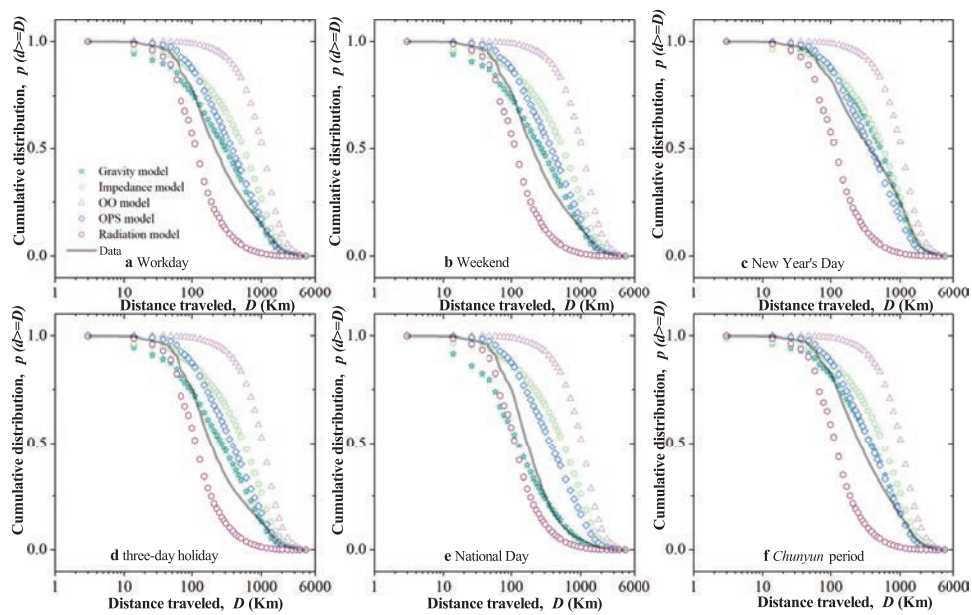 Cumulative distribution, p (d>=D)
1.0
0.5
0.0
Gravity model
Impedance model
OO model
OPS model
Radiation model
Data
a Workday
1 10 100 1000 6000
Distance traveled, D (Km)
Cumulative distribution, p (d>=D)
1.0
0.5
0.0
b Weekend
1 10 100 1000 6000
Distance traveled, D (Km)
Cumulative distribution, p (d>=D)
1.0
0.5
0.0
c New Year's Day
1 10 100 1000 6000
Distance traveled, D (Km)
Cumulative distribution, p (d>=D)
1.0
0.5
0.0
d three-day holiday
1 10 100 1000 6000
Distance traveled, D (Km)
Cumulative distribution, p (d>=D)
1.0
0.5
0.0
e National Day
1 10 100 1000 6000
Distance traveled, D (Km)
Cumulative distribution, p (d>=D)
1.0
0.5
0.0
f Chunyun period
1 10 100 1000 6000
Distance traveled, D (Km)